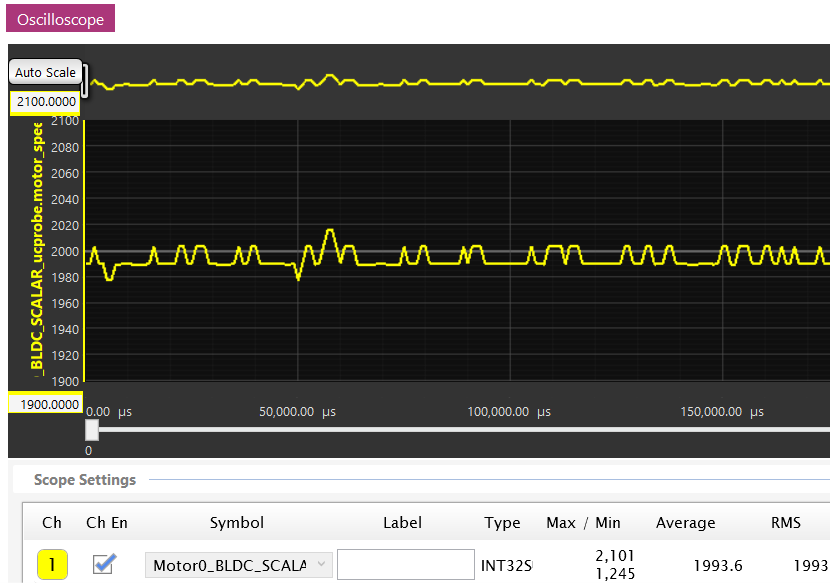 Oscilloscope
Auto Scale
2100.0000
_BLDC_SCALAR_ucprobe.motor_spee
2100
2080
2060
2040
2020
2000
1980
1960
1940
1920
1900
1900.0000
0.00 µs 50,000.00 µs 100,000.00 µs 150,000.00 µs
0
Scope Settings
Ch Ch En Symbol Label Type Max / Min Average RMS
1 Motor0_BLDC_SCALA INT32S 2,101 1993.6 1993
1,245